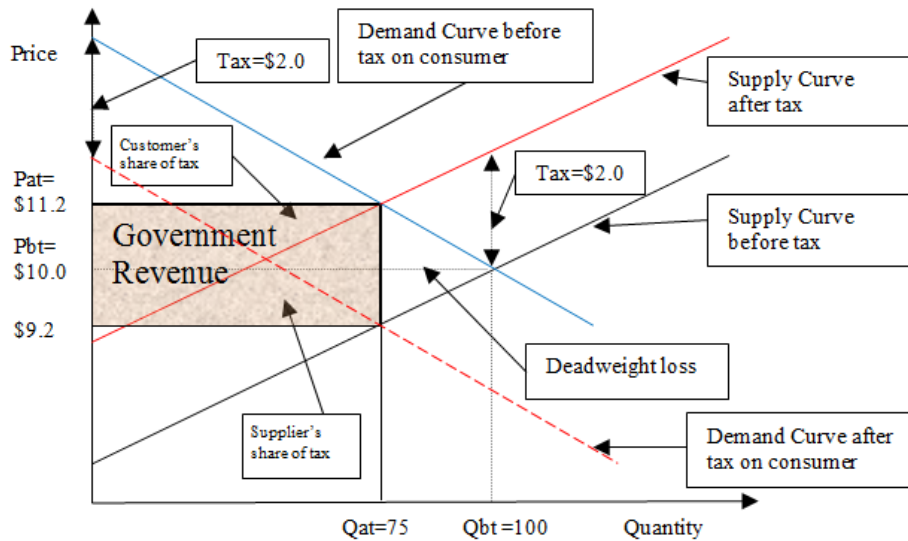 Price
Tax=$2.0
Demand Curve before
tax on consumer
Supply Curve
after tax
Customer's
share of tax
Pat=
$11.2
Tax=$2.0
Government
Revenue
Pbt=
$10.0
Supply Curve
before tax
$9.2
Deadweight loss
Supplier's
share of tax
Demand Curve after
tax on consumer
Qat=75
Qbt =100
Quantity